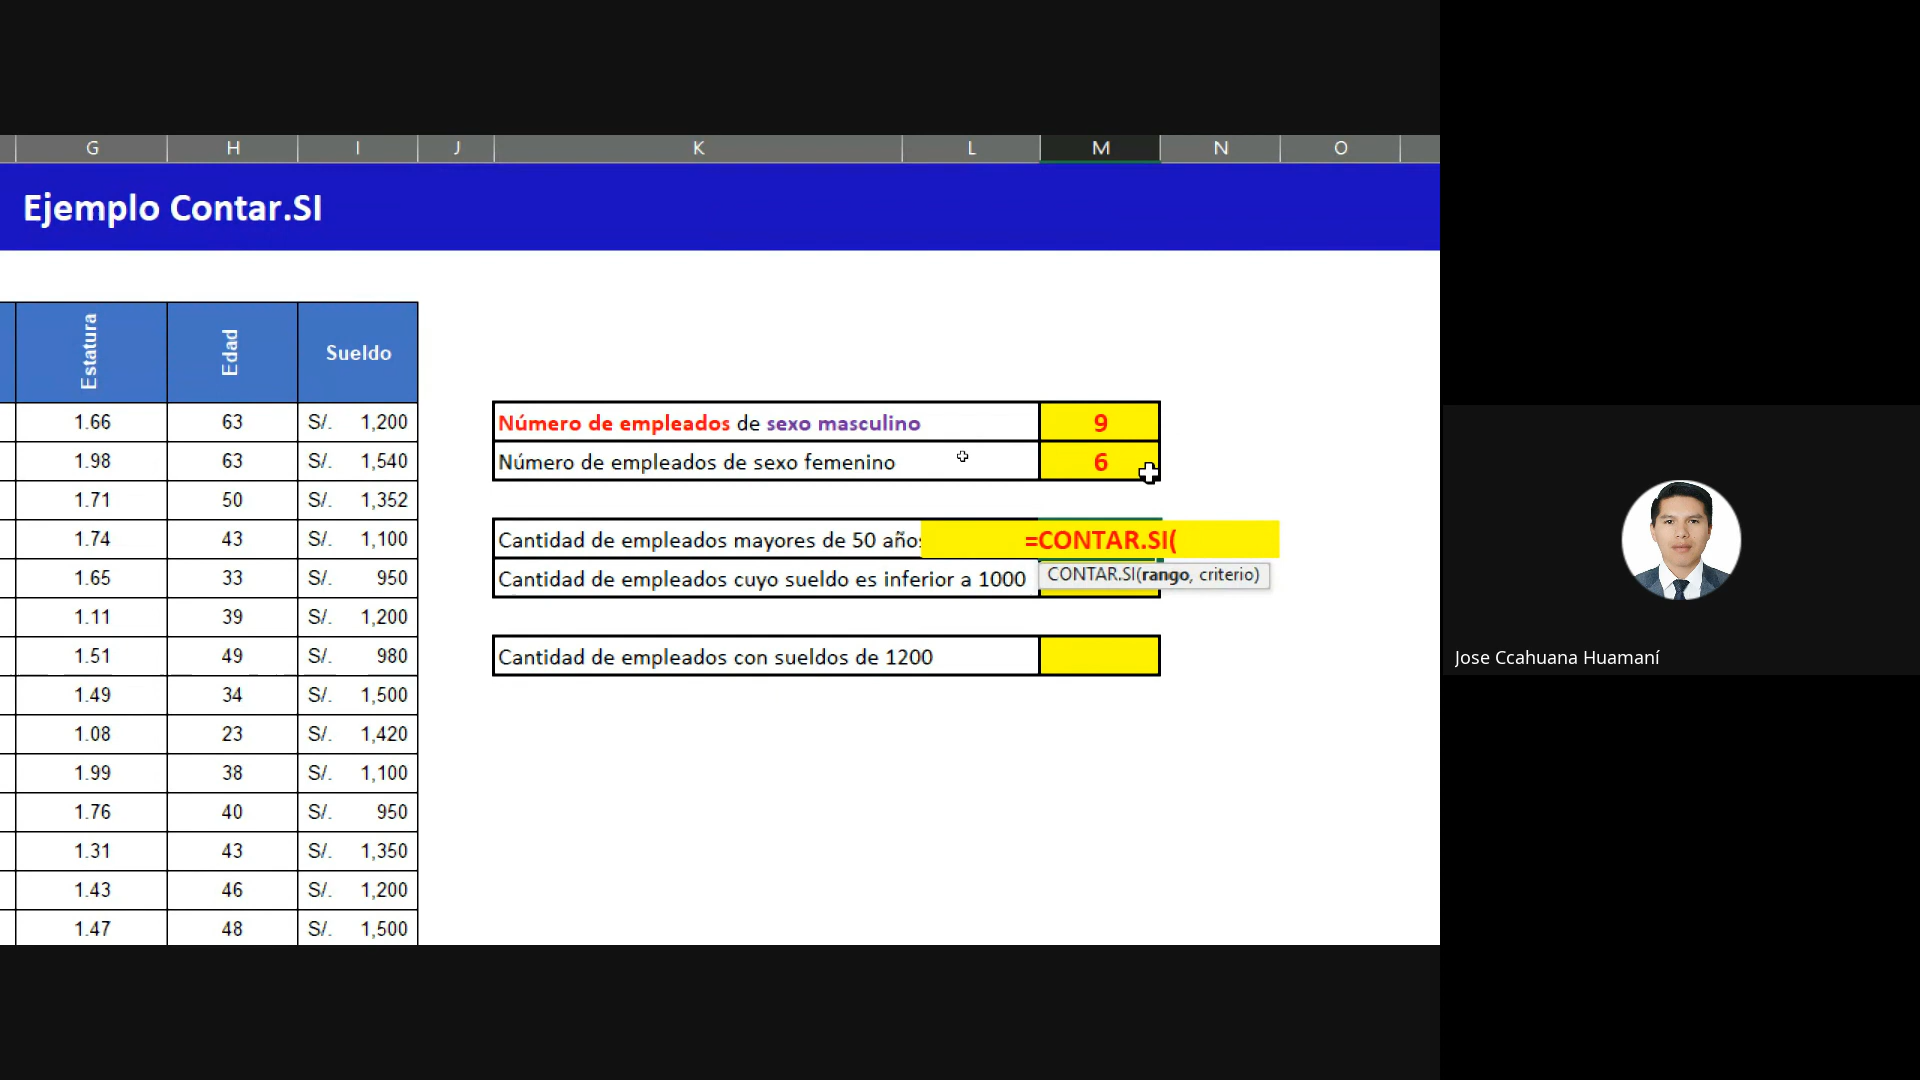 G H I J K L M N O
Ejemplo Contar.SI
Estatura Edad Sueldo
1.66 63 S/. 1,200
1.98 63 S/. 1,540
1.71 50 S/. 1,352
1.74 43 S/. 1,100
1.65 33 S/. 950
1.11 39 S/. 1,200
1.51 49 S/. 980
1.49 34 S/. 1,500
1.08 23 S/. 1,420
1.99 38 S/. 1,100
1.76 40 S/. 950
1.31 43 S/. 1,350
1.43 46 S/. 1,200
1.47 48 S/. 1,500
Número de empleados de sexo masculino 9
Número de empleados de sexo femenino 6
Cantidad de empleados mayores de 50 años =CONTAR.SI(
CONTAR.SI(rango, criterio)
Cantidad de empleados cuyo sueldo es inferior a 1000
Cantidad de empleados con sueldos de 1200
Jose Ccahuana Huamaní